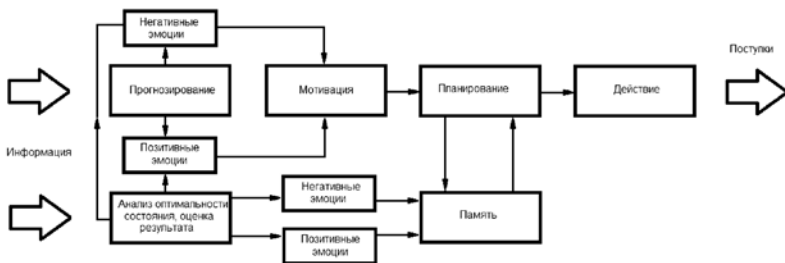 Негативные
эмоции
Поступки
Прогнозирование
Мотивация
Планирование
Действие
Информация
Позитивные
эмоции
Анализ оптимальности
состояния, оценка
результата
Негативные
эмоции
Память
Позитивные
эмоции